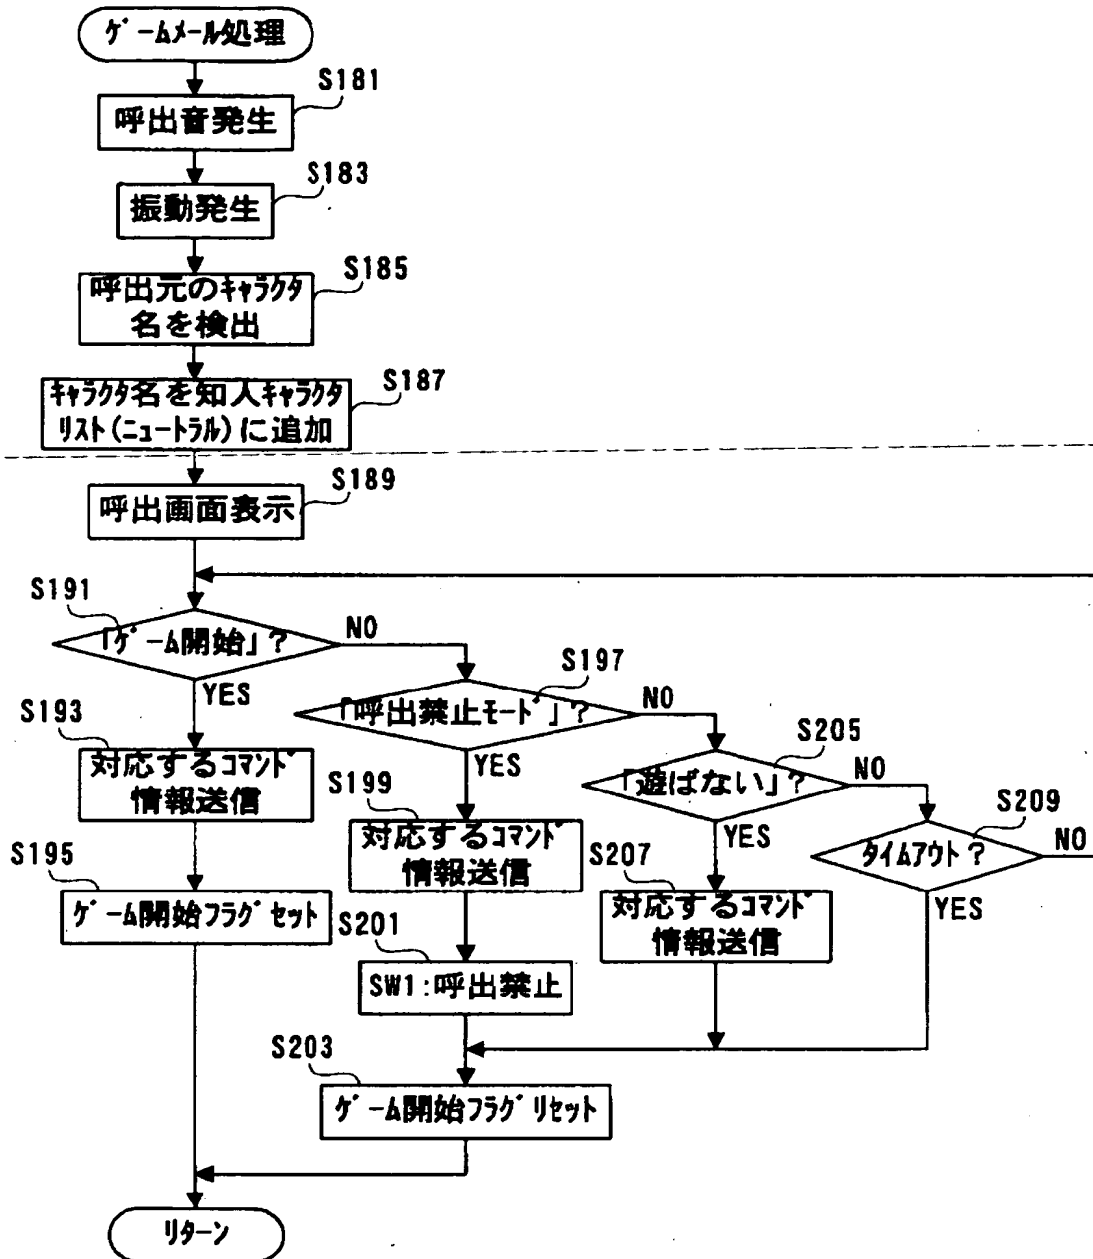 ゲームメール処理
S181
呼出音発生
S183
振動発生
S185
呼出元のキャラクタ
名を検出
S187
キャラクタ名を知人キャラクタ
リスト(ニュートラル)に追加
S189
呼出画面表示
S191
「ゲーム開始」?
NO
YES
S197
「呼出禁止モード」?
NO
YES
S193
対応するコマンド
情報送信
S205
「遊ばない」?
NO
YES
S199
対応するコマンド
情報送信
S209
タイムアウト?
NO
YES
S195
ゲーム開始フラグセット
S207
対応するコマンド
情報送信
S201
SW1:呼出禁止
S203
ゲーム開始フラグリセット
リターン